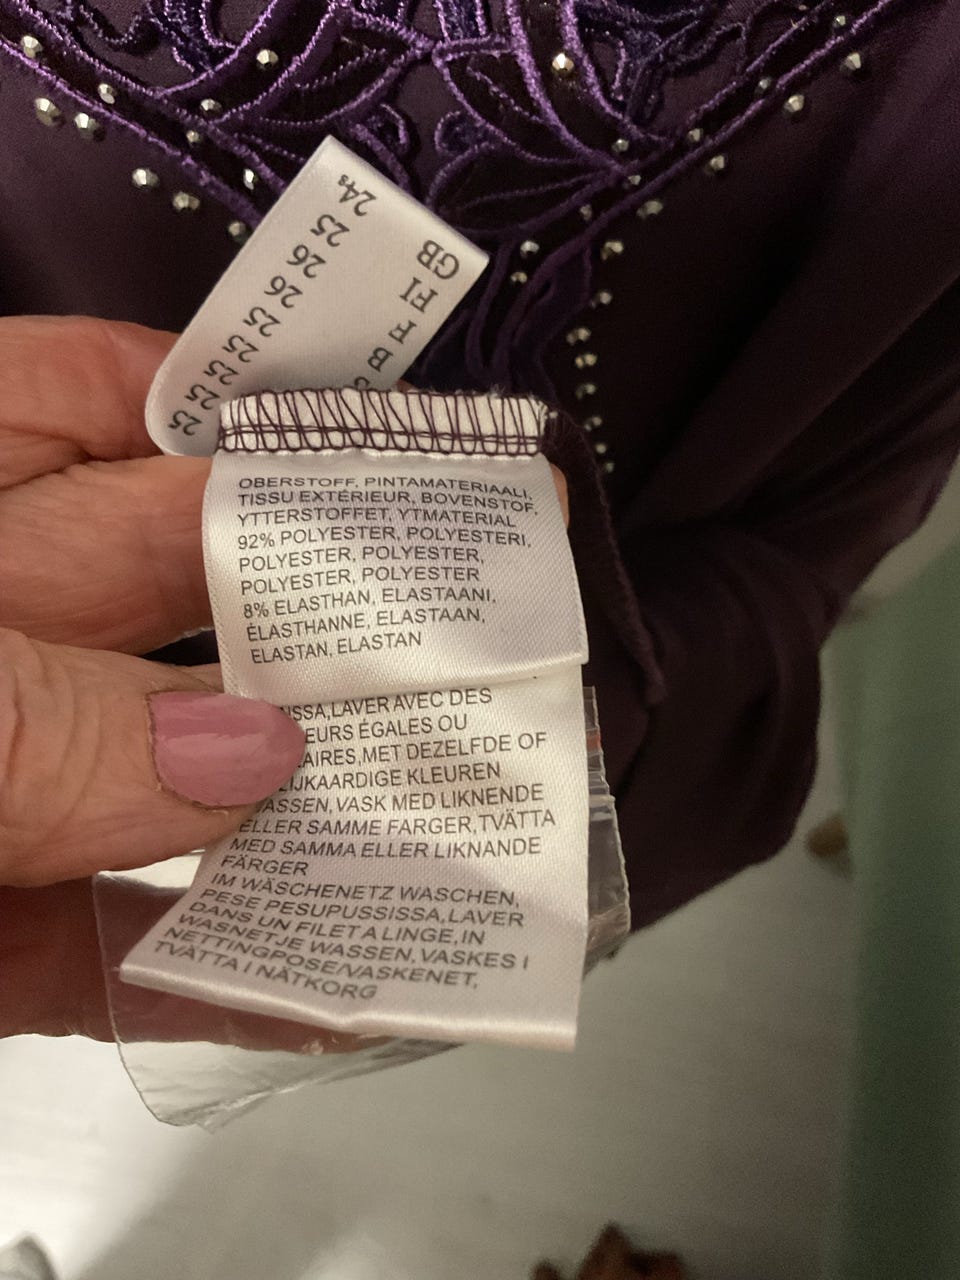 24s
25
26
26
25
25
25
25
GB
FI
F
B
OBERSTOFF, PINTAMATERIAALI,
TISSU EXTÉRIEUR, BOVENSTOF,
YTTERSTOFFET, YTMATERIAL
92% POLYESTER, POLYESTERI,
POLYESTER, POLYESTER,
POLYESTER, POLYESTER
8% ELASTHAN, ELASTAANI,
ÉLASTHANNE, ELASTAAN,
ELASTAN, ELASTAN
LAVER AVEC DES
ÉGALES OU
MET DEZELFDE OF
KLEUREN
VASK MED LIKNENDE
ELLER SAMME FARGER,TVÄTTA
MED SAMMA ELLER LIKNANDE
FÄRGER
IM WÄSCHENETZ WASCHEN,
PESE PESUPUSSISSA,LAVER
DANS UN FILET A LINGE,IN
WASNETJE WASSEN,VASKES I
NETTINGPOSE/VASKENET,
TVÄTTA I NÄTKORG